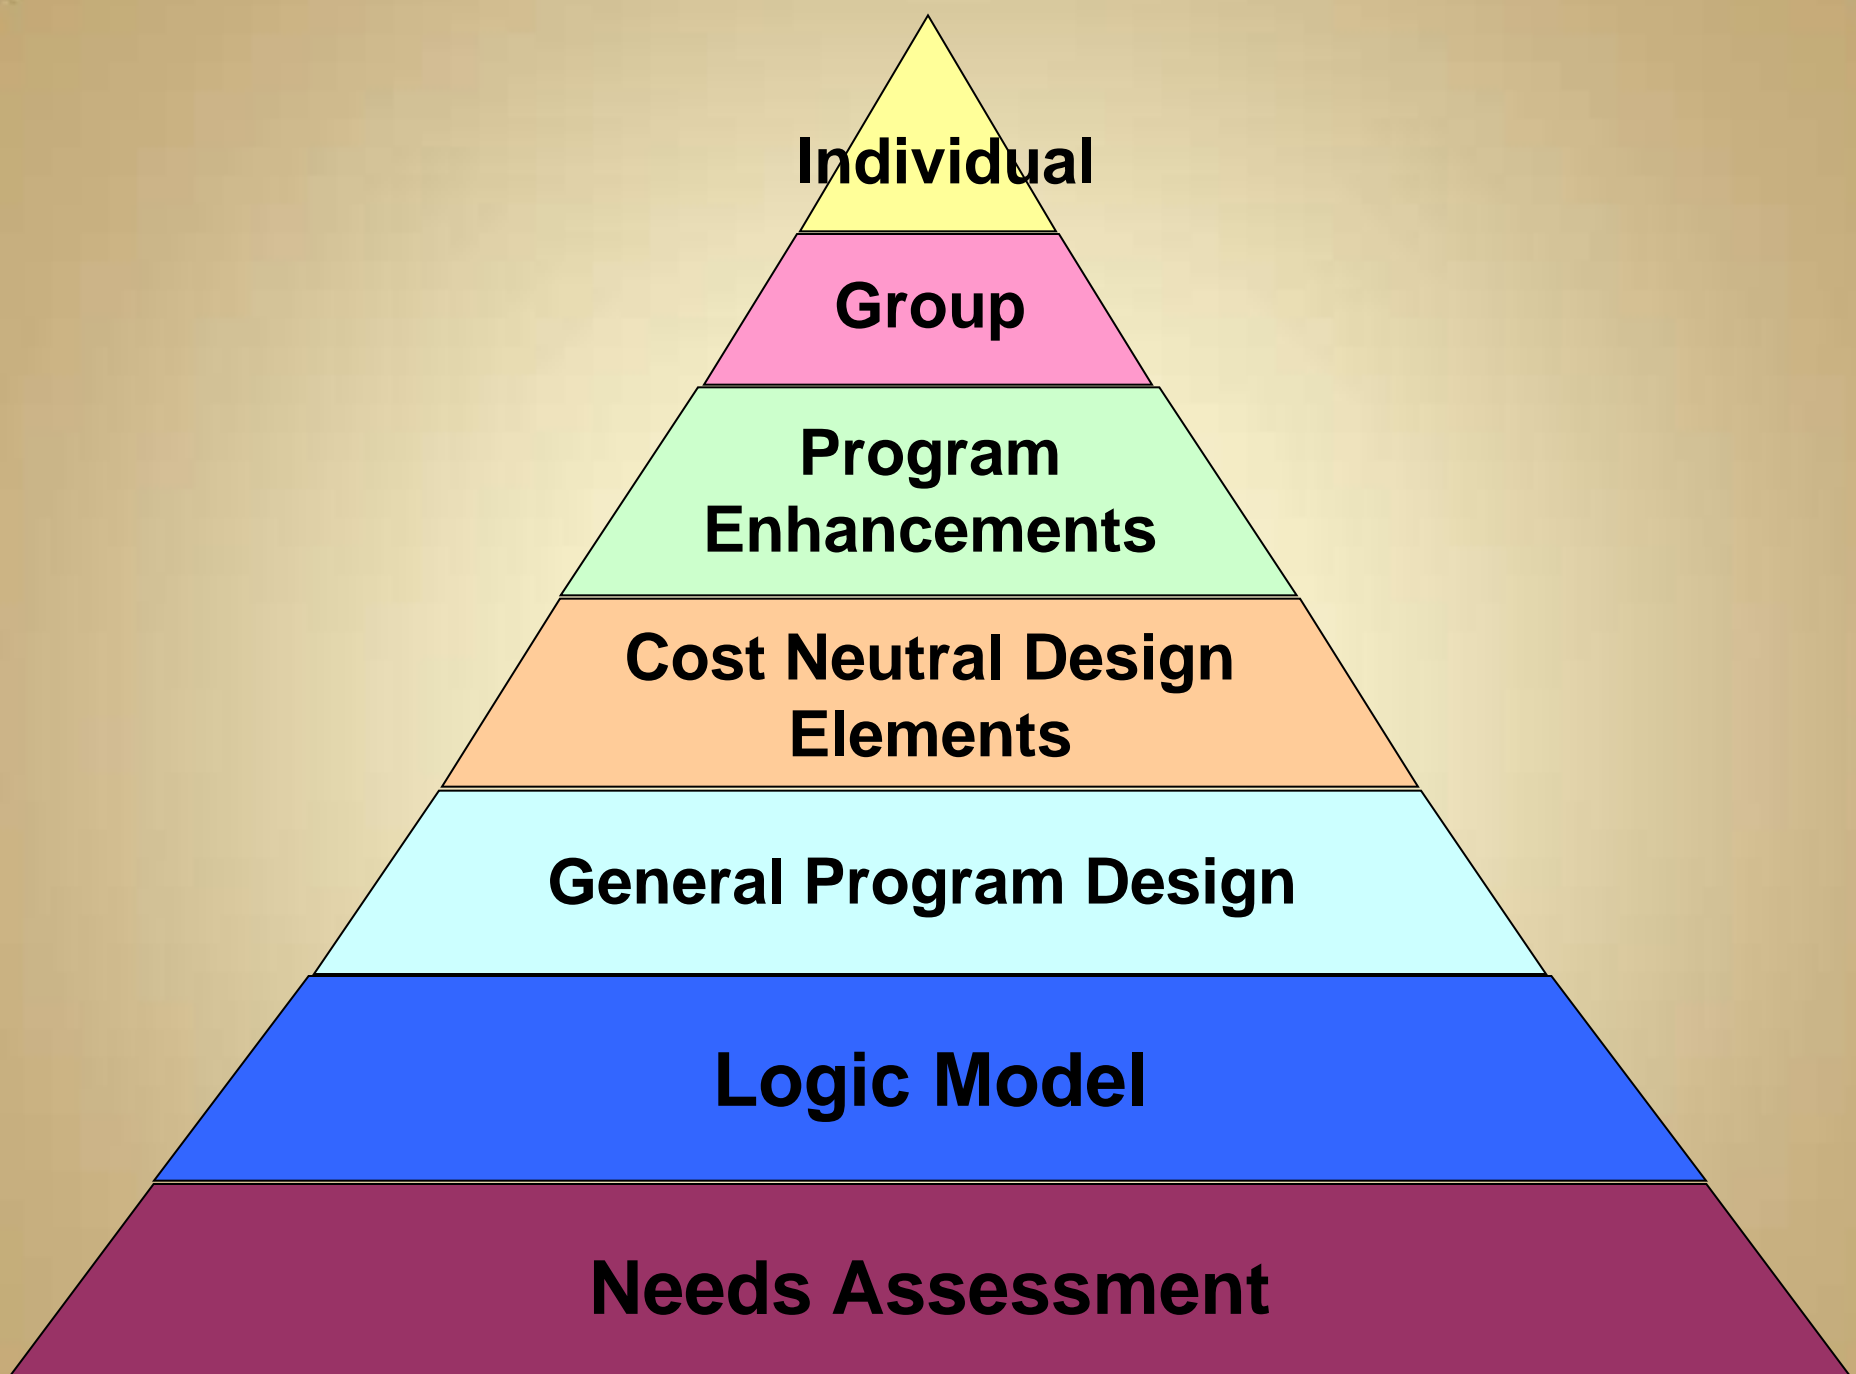 Individual
Group
Program
Enhancements
Cost Neutral Design
Elements
General Program Design
Logic Model
Needs Assessment